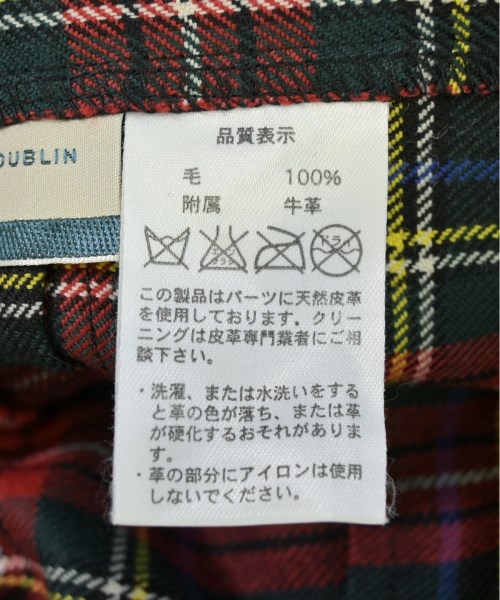 DUBLIN
品質表示
毛 100%
附属 牛革
この製品はパーツに天然皮革
を使用しております。クリー
ニングは皮革専門業者にご相
談下さい。
・洗濯、または水洗いをする
と革の色が落ち、または革
が硬化するおそれがありま
す。
・革の部分にアイロンは使用
しないでください。